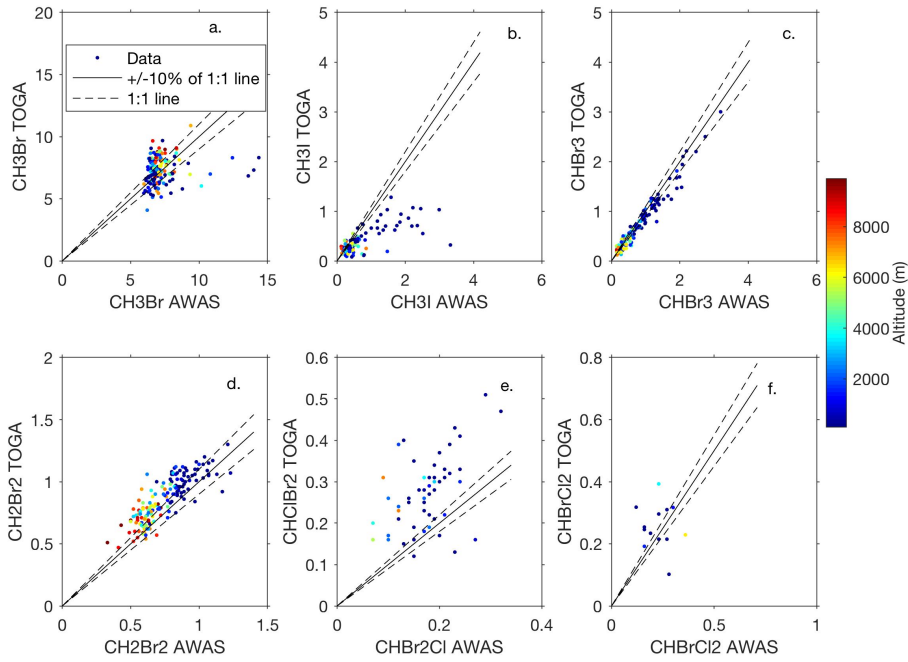 a.
Data
+/-10% of 1:1 line
1:1 line
20
15
10
5
0
0
5
10
15
CH3Br TOGA
CH3Br AWAS
b.
5
4
3
2
1
0
0
2
4
6
CH3I TOGA
CH3I AWAS
c.
5
4
3
2
1
0
0
2
4
6
CHBr3 TOGA
CHBr3 AWAS
d.
2
1.5
1
0.5
0
0
0.5
1
1.5
CH2Br2 TOGA
CH2Br2 AWAS
e.
0.6
0.5
0.4
0.3
0.2
0.1
0
0
0.2
0.4
CHClBr2 TOGA
CHBr2Cl AWAS
f.
0.8
0.6
0.4
0.2
0
0
0.5
1
CHBrCl2 TOGA
CHBrCl2 AWAS
8000
6000
4000
2000
Altitude (m)